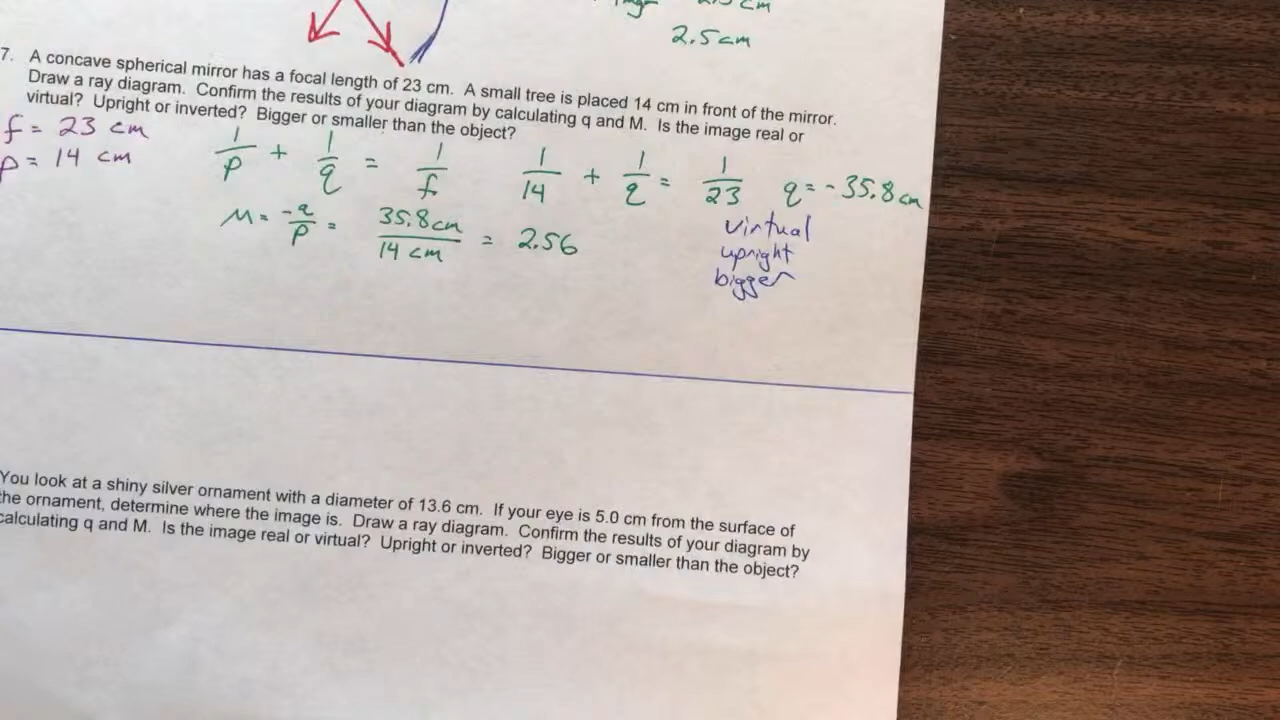 2.5 cm
7. A concave spherical mirror has a focal length of 23 cm. A small tree is placed 14 cm in front of the mirror.
Draw a ray diagram. Confirm the results of your diagram by calculating q and M. Is the image real or
virtual? Upright or inverted? Bigger or smaller than the object?
f = 23 cm
p = 14 cm
1/p + 1/q = 1/f 1/14 + 1/q = 1/23 q = -35.8 cm
M = -q/p = 35.8 cm/14 cm = 2.56
virtual
upright
bigger
You look at a shiny silver ornament with a diameter of 13.6 cm. If your eye is 5.0 cm from the surface of
the ornament, determine where the image is. Draw a ray diagram. Confirm the results of your diagram by
calculating q and M. Is the image real or virtual? Upright or inverted? Bigger or smaller than the object?